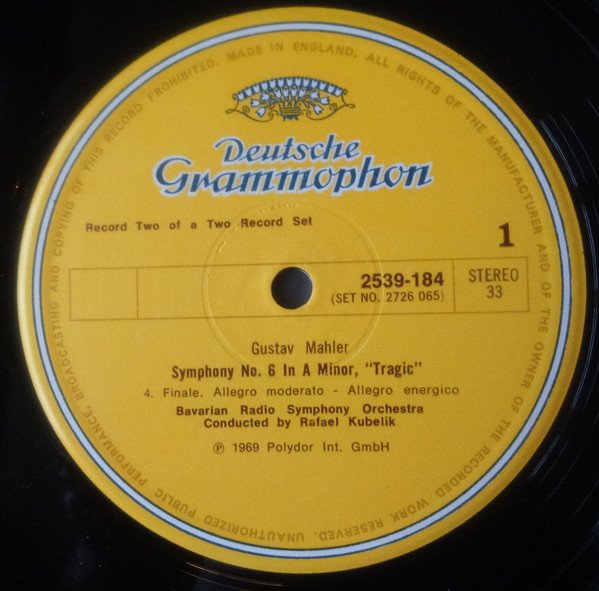 MADE IN ENGLAND. ALL RIGHTS OF THE MANUFACTURER AND OF THE OWNER OF THE RECORDED WORK RESERVED. UNAUTHORIZED PUBLIC PERFORMANCE, BROADCASTING AND COPYING OF THIS RECORD PROHIBITED.
Deutsche
Grammophon
Record Two of a Two Record Set
1
2539-184
(SET NO. 2726 065)
STEREO
33
Gustav Mahler
Symphony No. 6 In A Minor, "Tragic"
4. Finale. Allegro moderato - Allegro energico
Bavarian Radio Symphony Orchestra
Conducted by Rafael Kubelik
℗ 1969 Polydor Int. GmbH